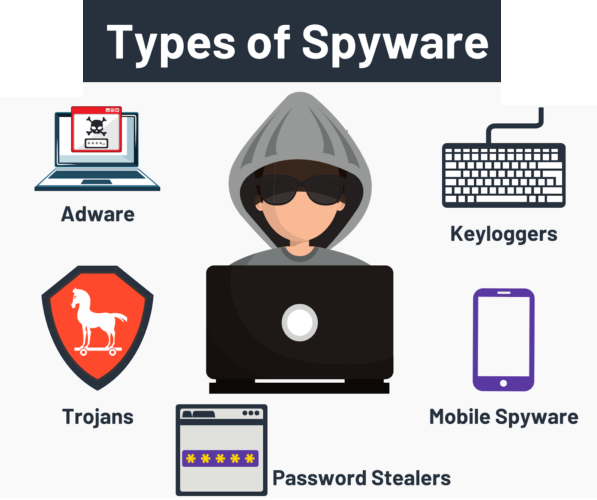 Types of Spyware
Adware
Keyloggers
Trojans
Mobile Spyware
Password Stealers